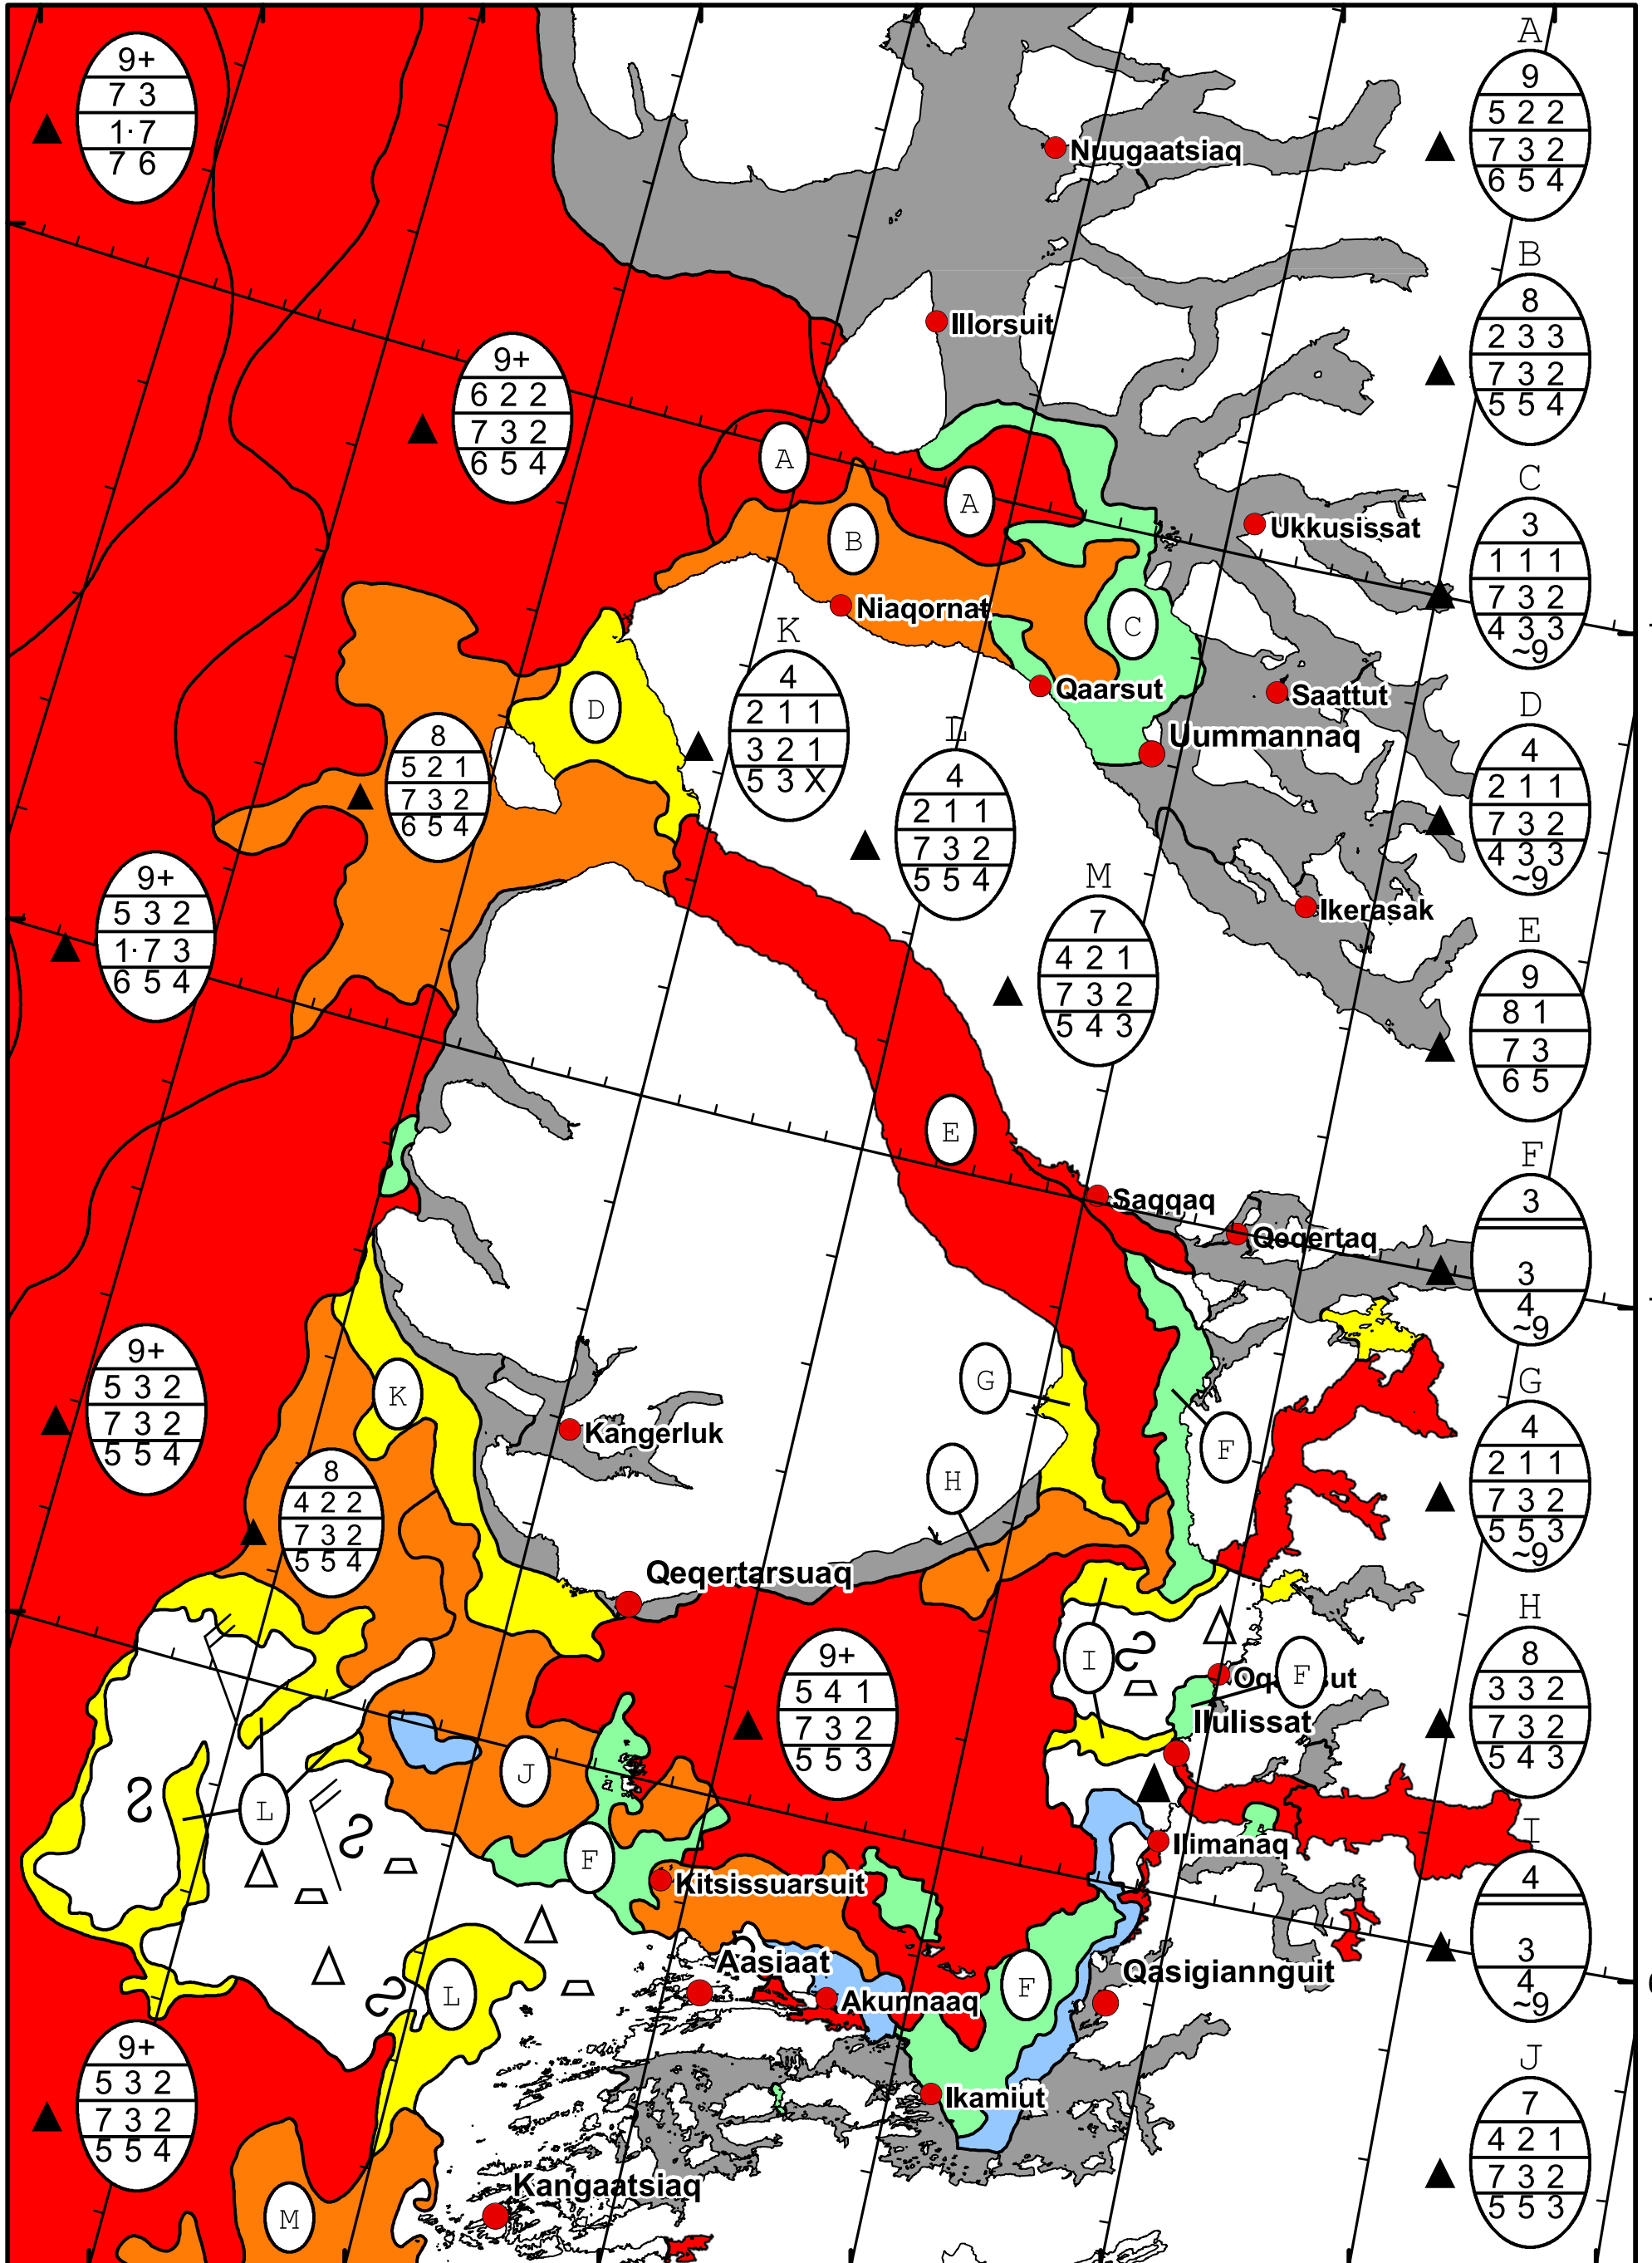 9+
7 3
1· 7
7 6
Nuugaatsiaq
A
9
5 2 2
7 3 2
6 5 4
B
8
2 3 3
7 3 2
5 5 4
Illorsuit
9+
6 2 2
7 3 2
6 5 4
A
A
B
C
3
1 1 1
7 3 2
4 3 3
~9
Ukkusissat
Niaqornat
C
K
4
2 1 1
3 2 1
5 3 X
D
Qaarsut
Saattut
Uummannaq
D
4
2 1 1
7 3 2
4 3 3
~9
8
5 2 1
7 3 2
6 5 4
L
4
2 1 1
7 3 2
5 5 4
M
7
4 2 1
7 3 2
5 4 3
Ikerasak
9+
5 3 2
1· 7 3
6 5 4
E
9
8 1
7 3
6 5
E
Saqqaq
Qeqertaq
F
3
3
4
~9
9+
5 3 2
7 3 2
5 5 4
K
G
Kangerluk
F
H
G
4
2 1 1
7 3 2
5 5 3
~9
8
4 2 2
7 3 2
5 5 4
Qeqertarsuaq
H
8
3 3 2
7 3 2
5 4 3
9+
5 4 1
7 3 2
5 5 3
I
F
Ilulissat
J
L
F
Kitsissuarsuit
Ilimanaq
I
4
3
4
~9
Aasiaat
Akunnaaq
L
F
Qasigiannguit
Ikamiut
9+
5 3 2
7 3 2
5 5 4
J
7
4 2 1
7 3 2
5 5 3
Kangaatsiaq
M